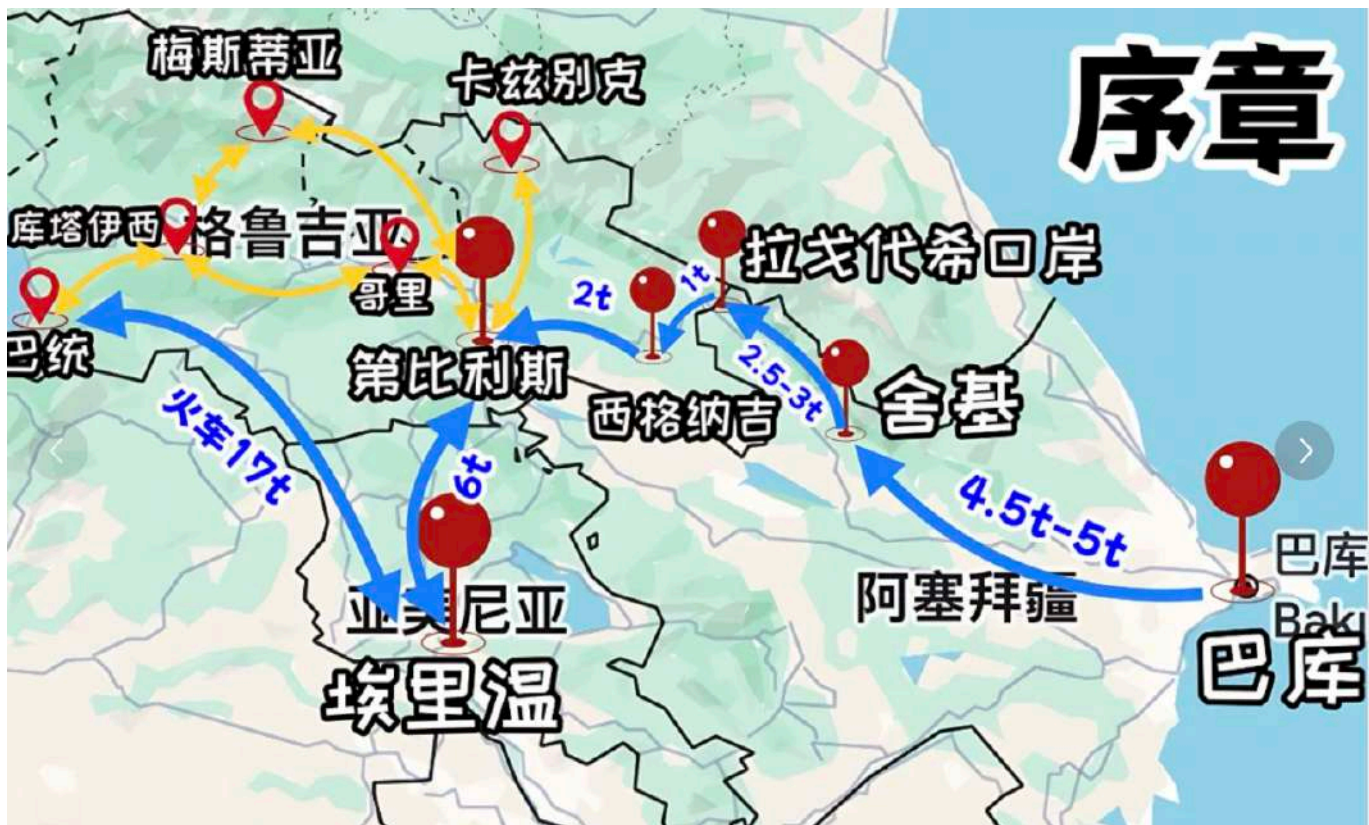 序章
梅斯蒂亚
卡兹别克
库塔伊西
格鲁吉亚
哥里
巴统
第比利斯
2t
1t
拉戈代希口岸
西格纳吉
2.5-3t
舍基
火车17t
6t
4.5t-5t
阿塞拜疆
亚美尼亚
埃里温
巴库
Baku
巴库